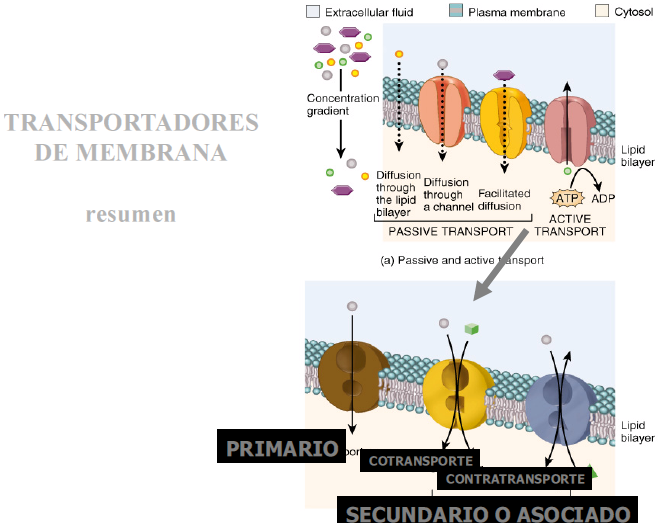 Extracellular fluid
Plasma membrane
Cytosol
TRANSPORTADORES
DE MEMBRANA
resumen
Concentration
gradient
Lipid
bilayer
Diffusion
through
the lipid
bilayer
Diffusion
through
a channel
Facilitated
diffusion
ATP
ADP
PASSIVE TRANSPORT
ACTIVE
TRANSPORT
(a) Passive and active transport
Lipid
bilayer
PRIMARIO
COTRANSPORTE
CONTRATRANSPORTE
SECUNDARIO O ASOCIADO